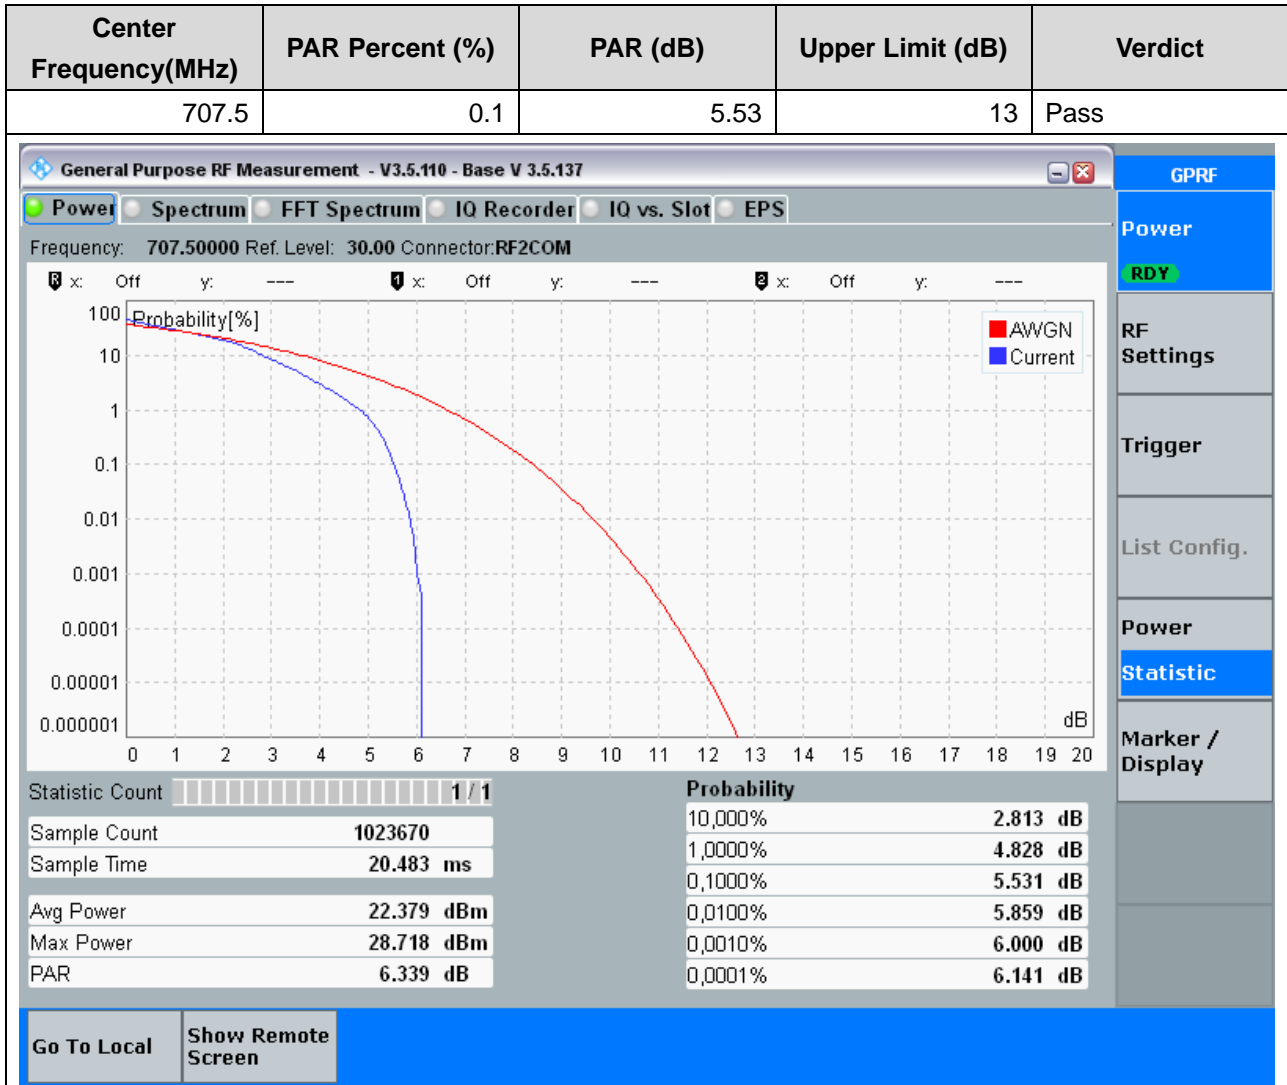 Center Frequency(MHz) PAR Percent (%) PAR (dB) Upper Limit (dB) Verdict
707.5 0.1 5.53 13 Pass
General Purpose RF Measurement - V3.5.110 - Base V 3.5.137
GPRF
Power Spectrum FFT Spectrum IQ Recorder IQ vs. Slot EPS
Frequency: 707.50000 Ref. Level: 30.00 Connector:RF2COM
R x: Off y: --- 1 x: Off y: --- 2 x: Off y: ---
Probability[%]
AWGN
Current
100
10
1
0.1
0.01
0.001
0.0001
0.00001
0.000001
dB
0 1 2 3 4 5 6 7 8 9 10 11 12 13 14 15 16 17 18 19 20
Statistic Count 1 / 1
Sample Count 1023670
Sample Time 20.483 ms
Avg Power 22.379 dBm
Max Power 28.718 dBm
PAR 6.339 dB
Probability
10,000% 2.813 dB
1,0000% 4.828 dB
0,1000% 5.531 dB
0,0100% 5.859 dB
0,0010% 6.000 dB
0,0001% 6.141 dB
Power
RDY
RF
Settings
Trigger
List Config.
Power
Statistic
Marker /
Display
Go To Local
Show Remote
Screen